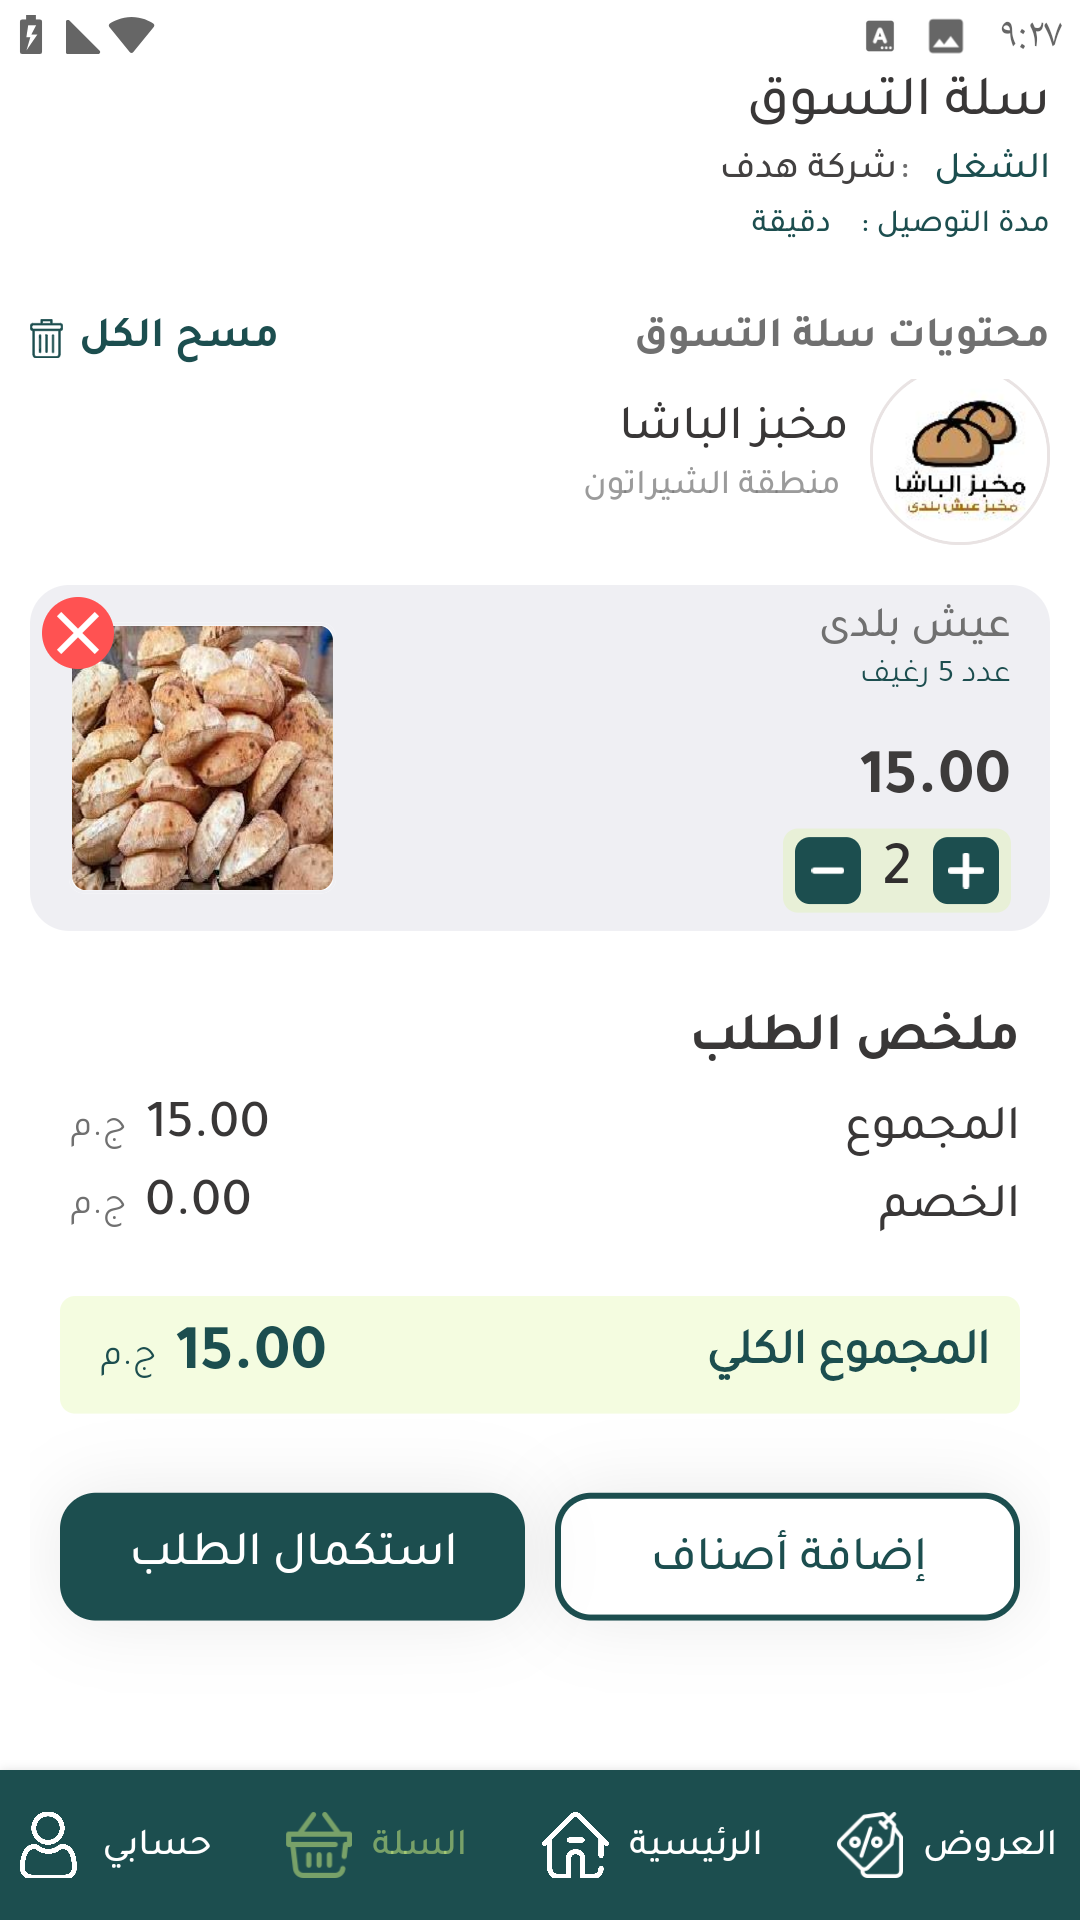 ٩:٢٧
سلة التسوق
الشغل : شركة هدف
مدة التوصيل : دقيقة
محتويات سلة التسوق
مسح الكل
مخبز الباشا
منطقة الشيراتون
مخبز الباشا
مخبز عيش بلدى
عيش بلدى
عدد 5 رغيف
15.00
+ 2 −
ملخص الطلب
المجموع 15.00 ج.م
الخصم 0.00 ج.م
المجموع الكلي 15.00 ج.م
إضافة أصناف
استكمال الطلب
العروض الرئيسية السلة حسابي